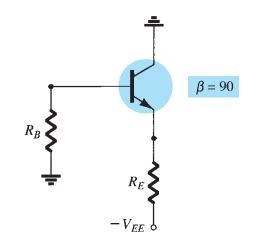 β = 90
R_B
R_E
−V_EE